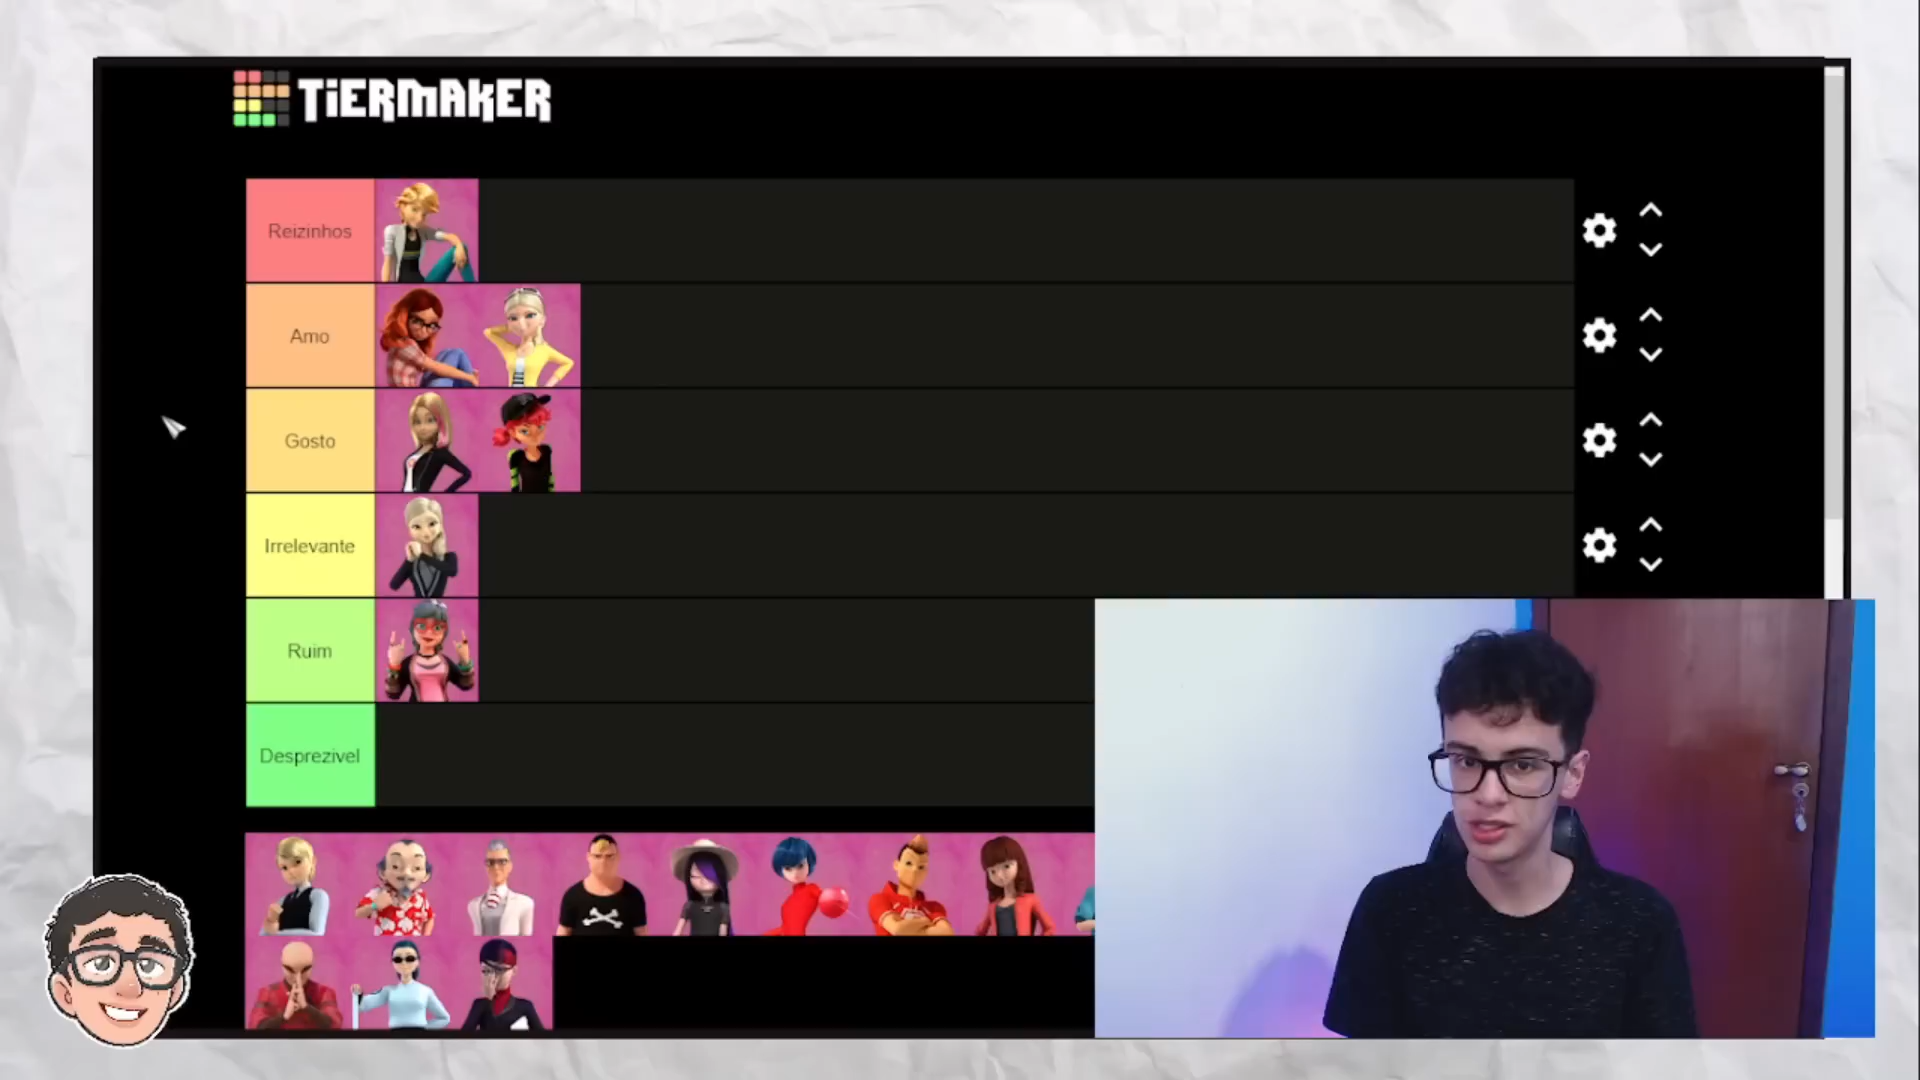 TiERMAKER
Reizinhos
Amo
Gosto
Irrelevante
Ruim
Desprezivel